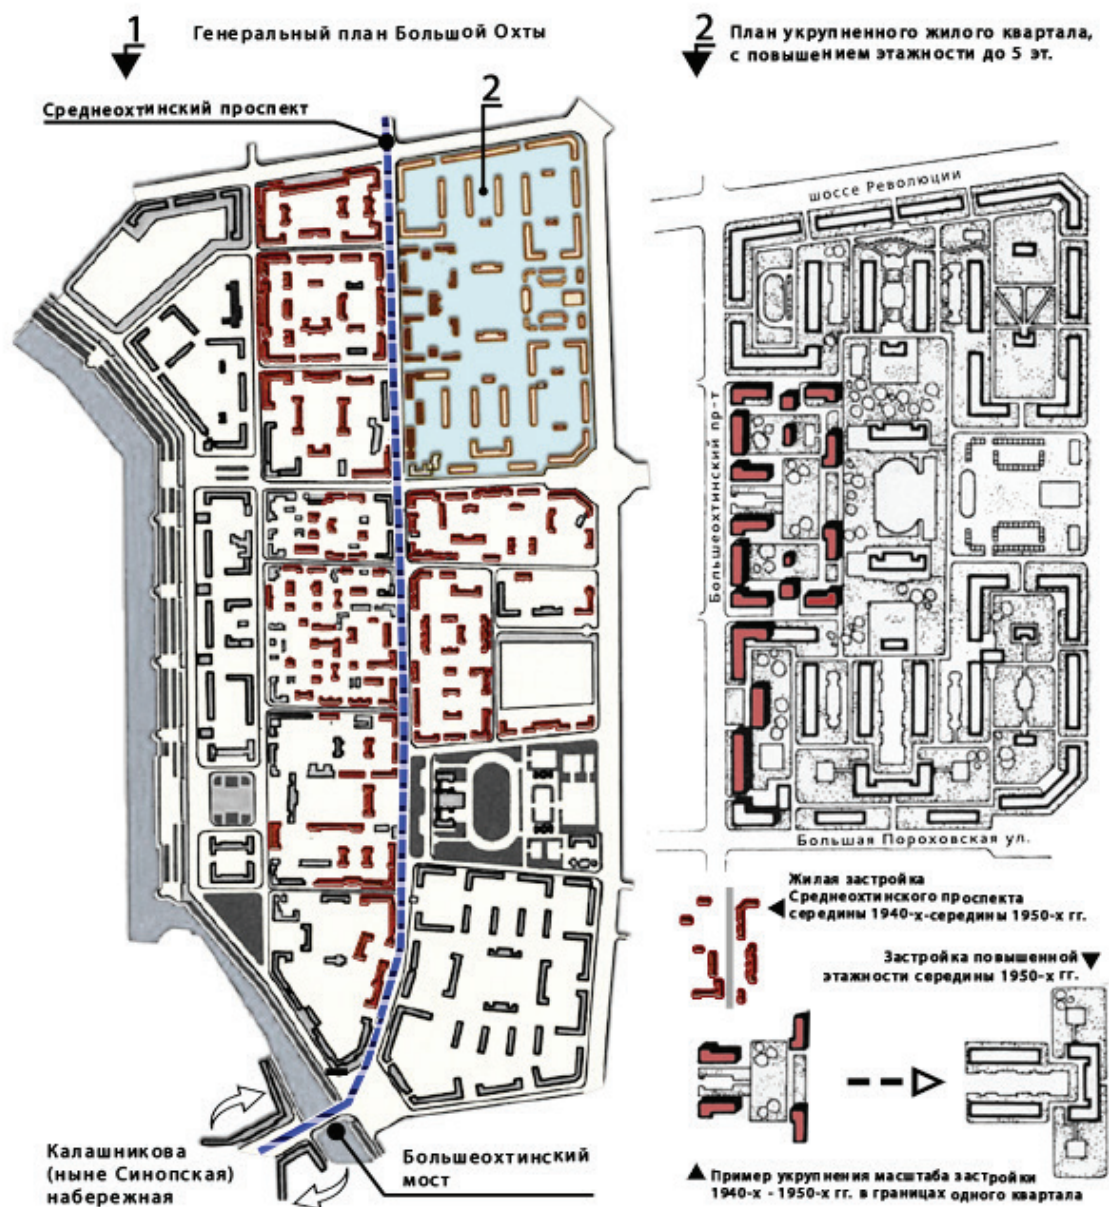 1
Генеральный план Большой Охты
2
План укрупненного жилого квартала,
с повышением этажности до 5 эт.
Среднеохтинский проспект
2
шоссе Революции
Большеохтинский пр-т
Большая Пороховская ул.
Жилая застройка
Среднеохтинского проспекта
середины 1940-х-середины 1950-х гг.
Застройка повышенной
этажности середины 1950-х гг.
Калашникова
(ныне Синопская)
набережная
Большеохтинский
мост
Пример укрупнения масштаба застройки
1940-х - 1950-х гг. в границах одного квартала